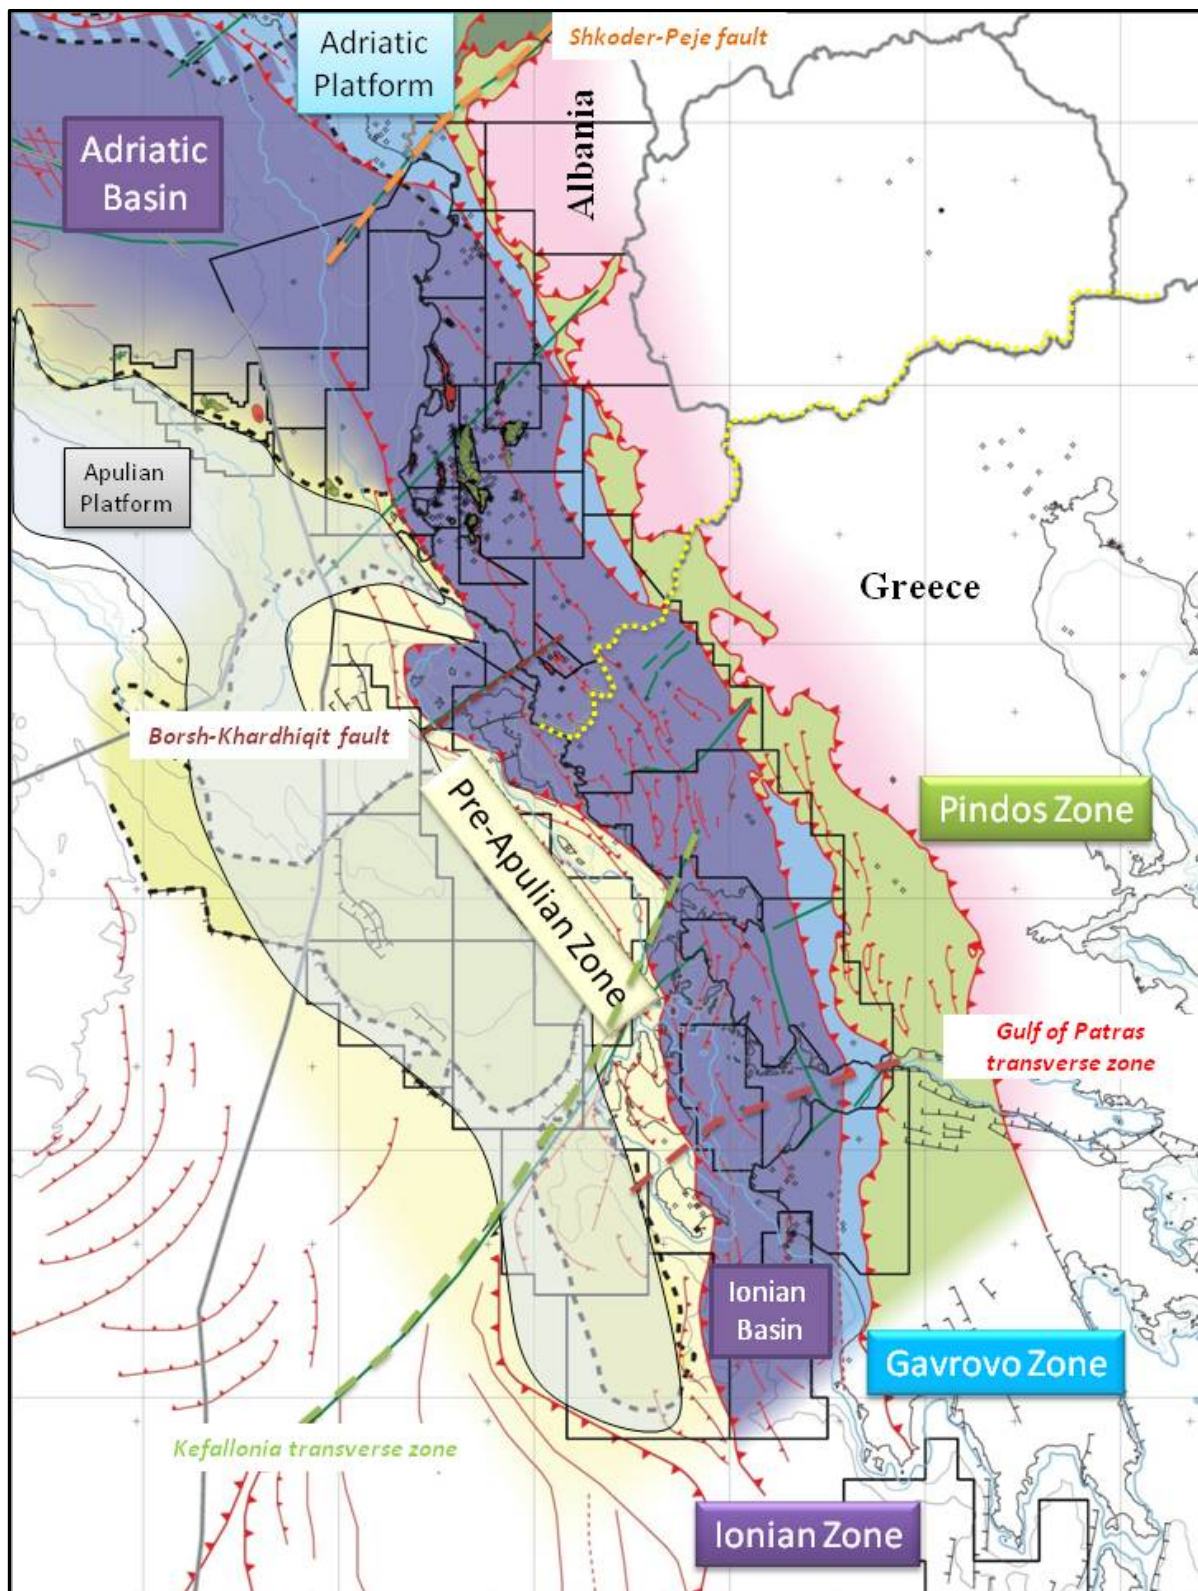 Shkoder-Peje fault
Adriatic
Platform
Albania
Adriatic
Basin
Apulian
Platform
Greece
Borsh-Khardhiqit fault
Pre-Apulian Zone
Pindos Zone
Gulf of Patras
transverse zone
Ionian
Basin
Gavrovo Zone
Kefallonia transverse zone
Ionian Zone